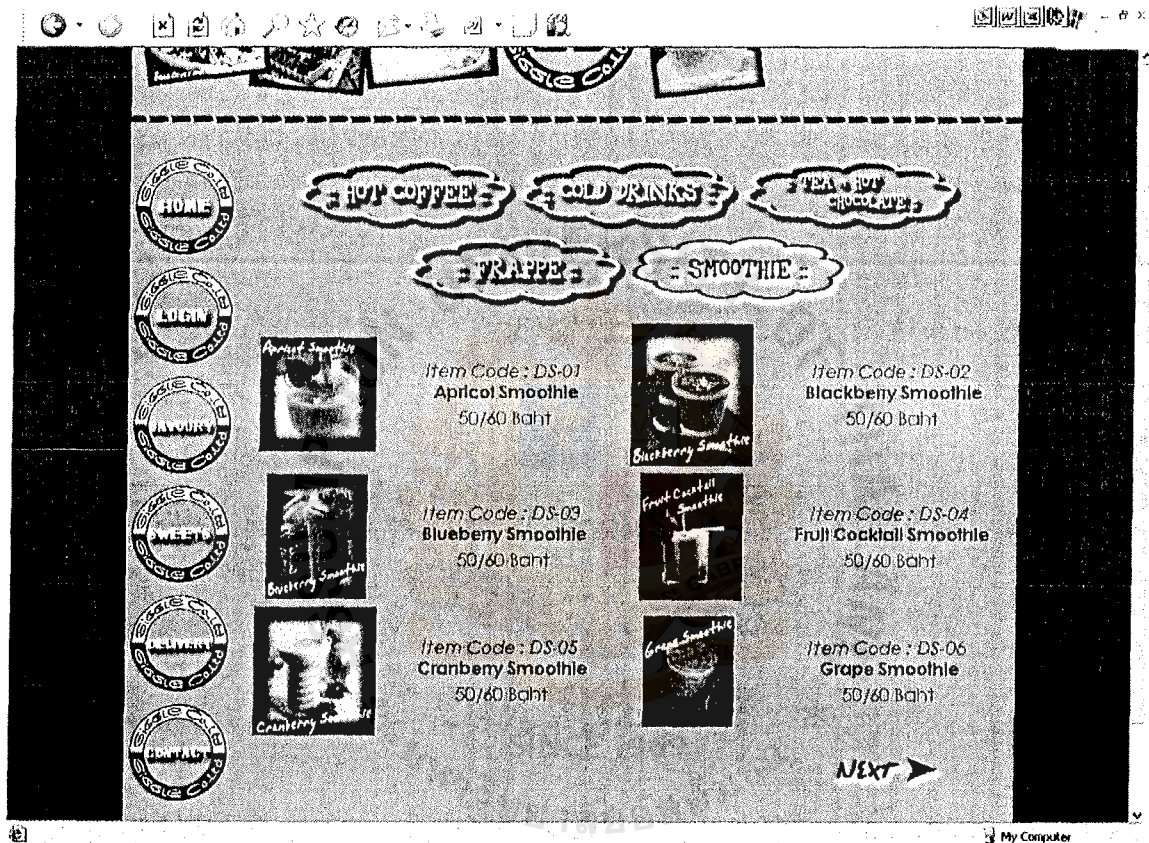 HOME
LOGIN
SAVOURY
SWEETS
DELIVERY
CONTACT
: HOT COFFEE :
: COLD DRINKS :
: TEA & HOT
CHOCOLATE :
: FRAPPE :
: SMOOTHIE :
Apricot Smoothie
Item Code : DS-01
Apricot Smoothie
50/60 Baht
Blackberry Smoothie
Item Code : DS-02
Blackberry Smoothie
50/60 Baht
Blueberry Smoothie
Item Code : DS-03
Blueberry Smoothie
50/60 Baht
Fruit Cocktail
Smoothie
Item Code : DS-04
Fruit Cocktail Smoothie
50/60 Baht
Cranberry Smoothie
Item Code : DS-05
Cranberry Smoothie
50/60 Baht
Grape Smoothie
Item Code : DS-06
Grape Smoothie
50/60 Baht
NEXT
My Computer